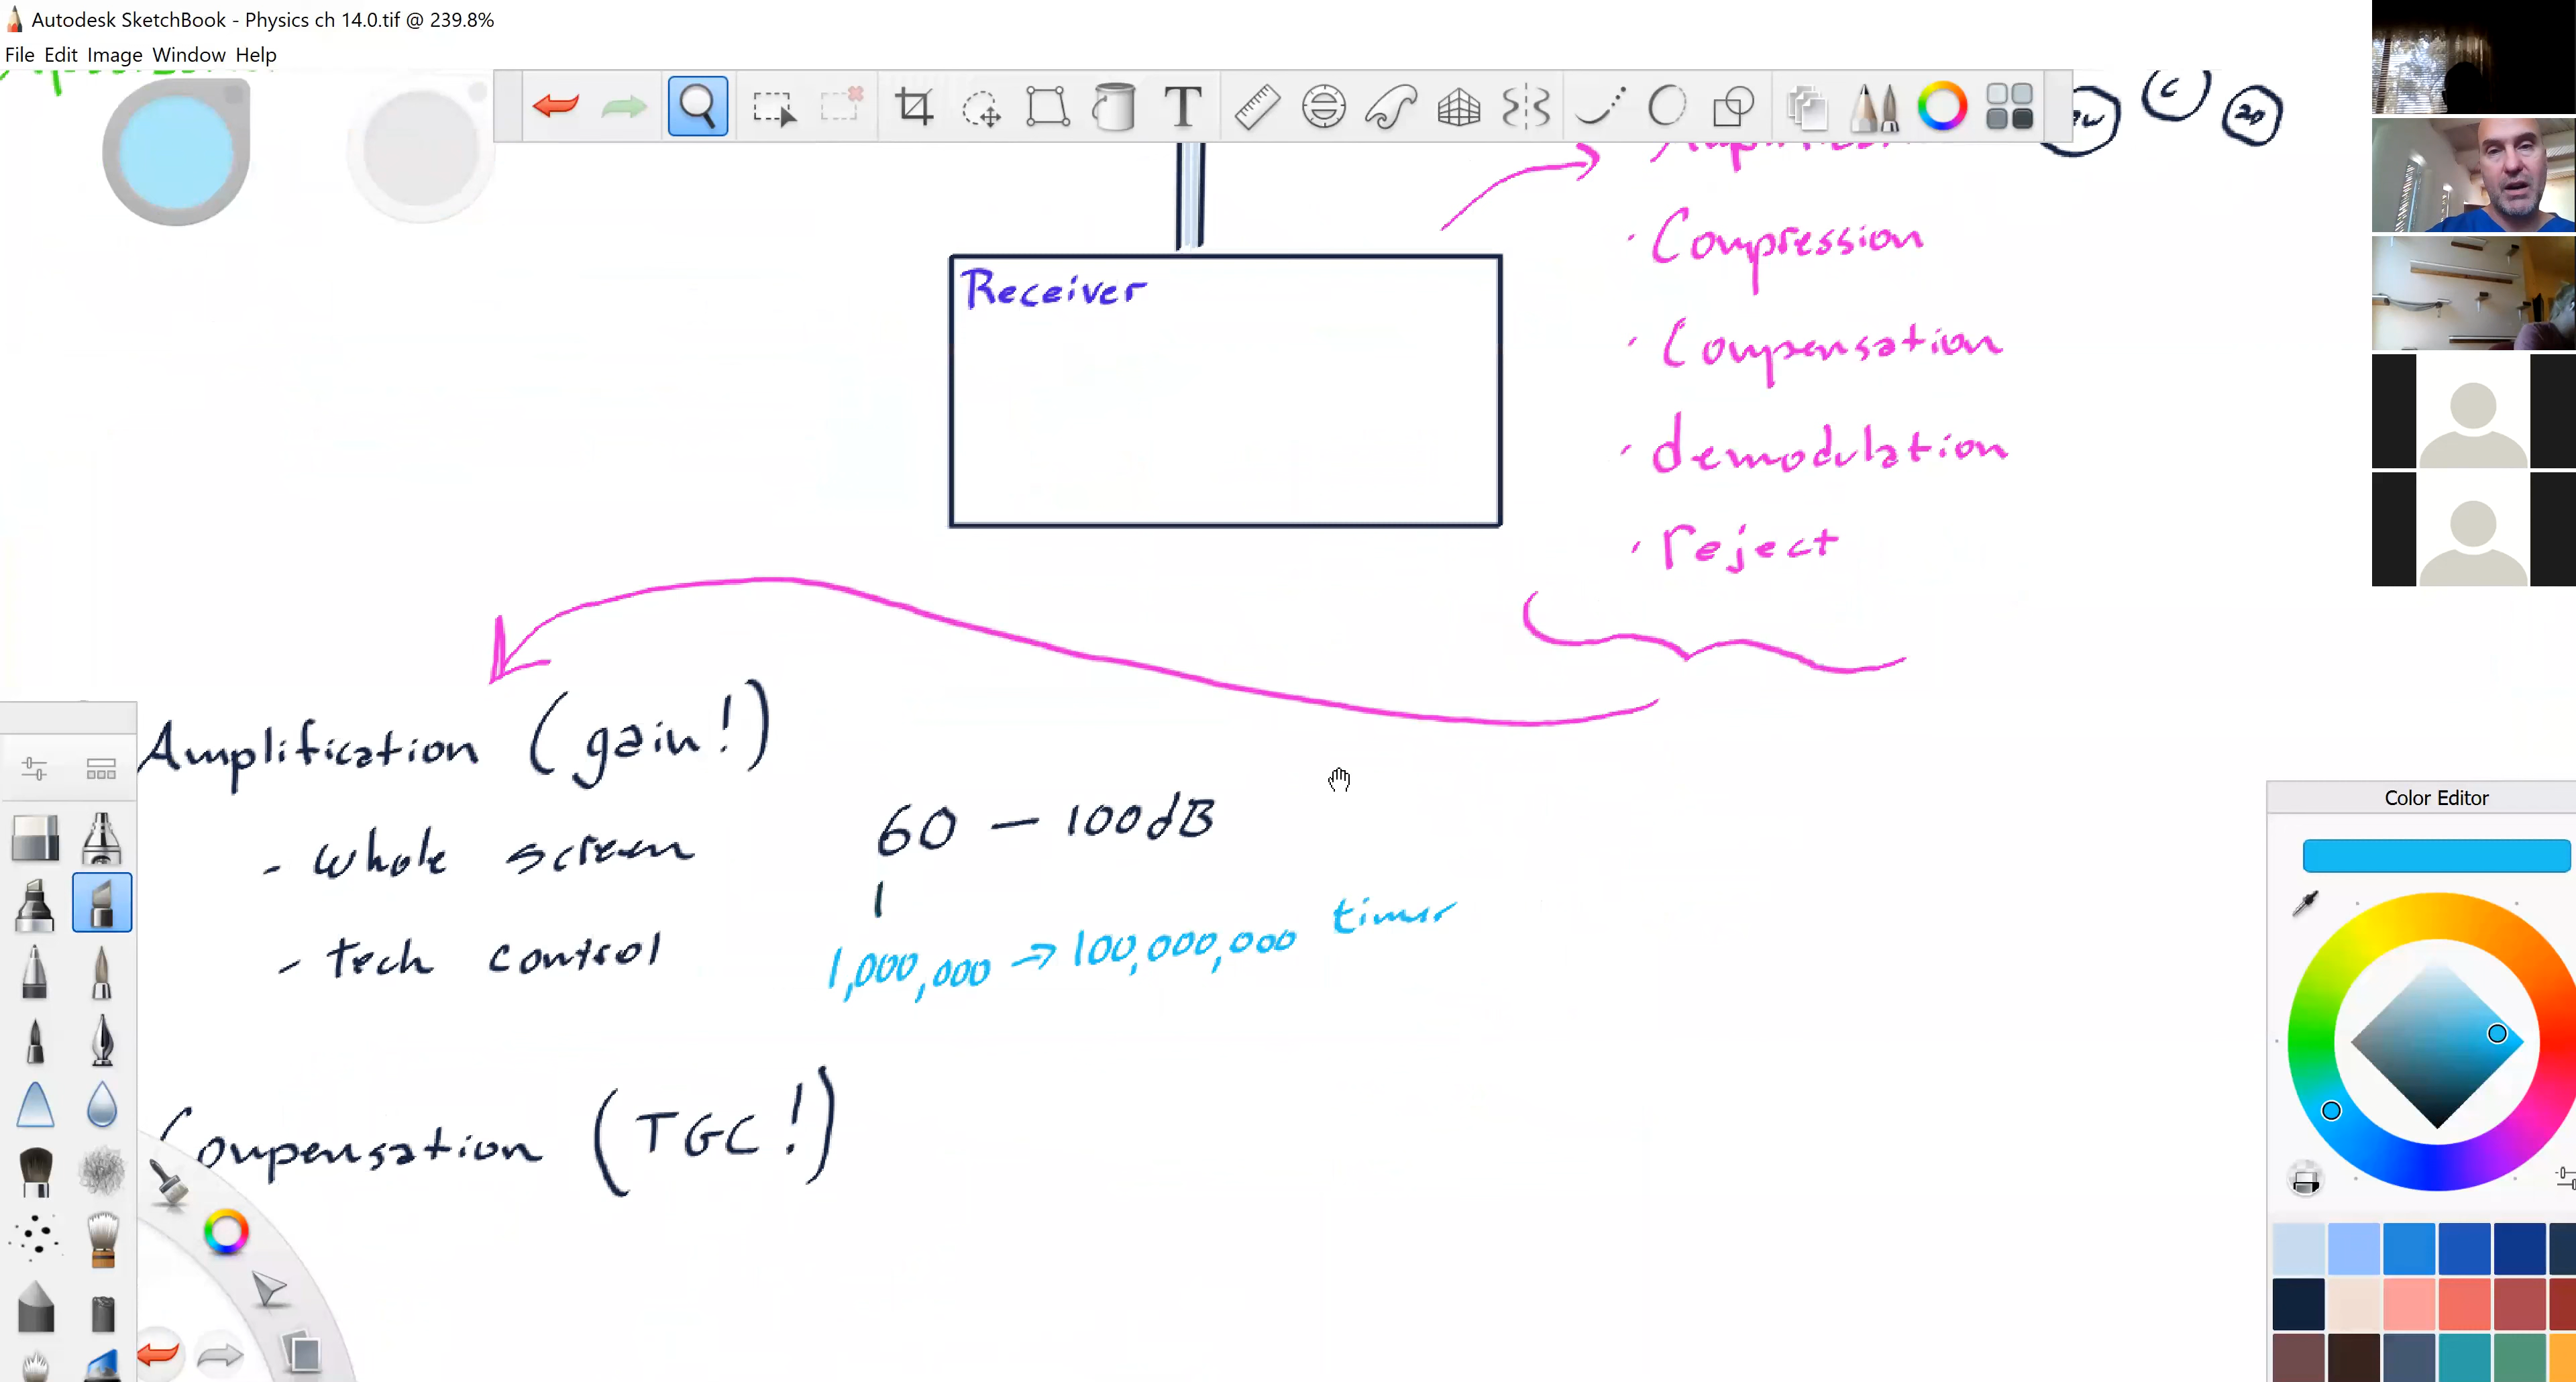 Autodesk SketchBook - Physics ch 14.0.tif @ 239.8%
File Edit Image Window Help
T
C
2D
Receiver
· Compression
· Compensation
· demodulation
· reject
Amplification (gain!)
- whole screen
- tech control
60 - 100dB
1,000,000 → 100,000,000 times
Compensation (TGC!)
Color Editor